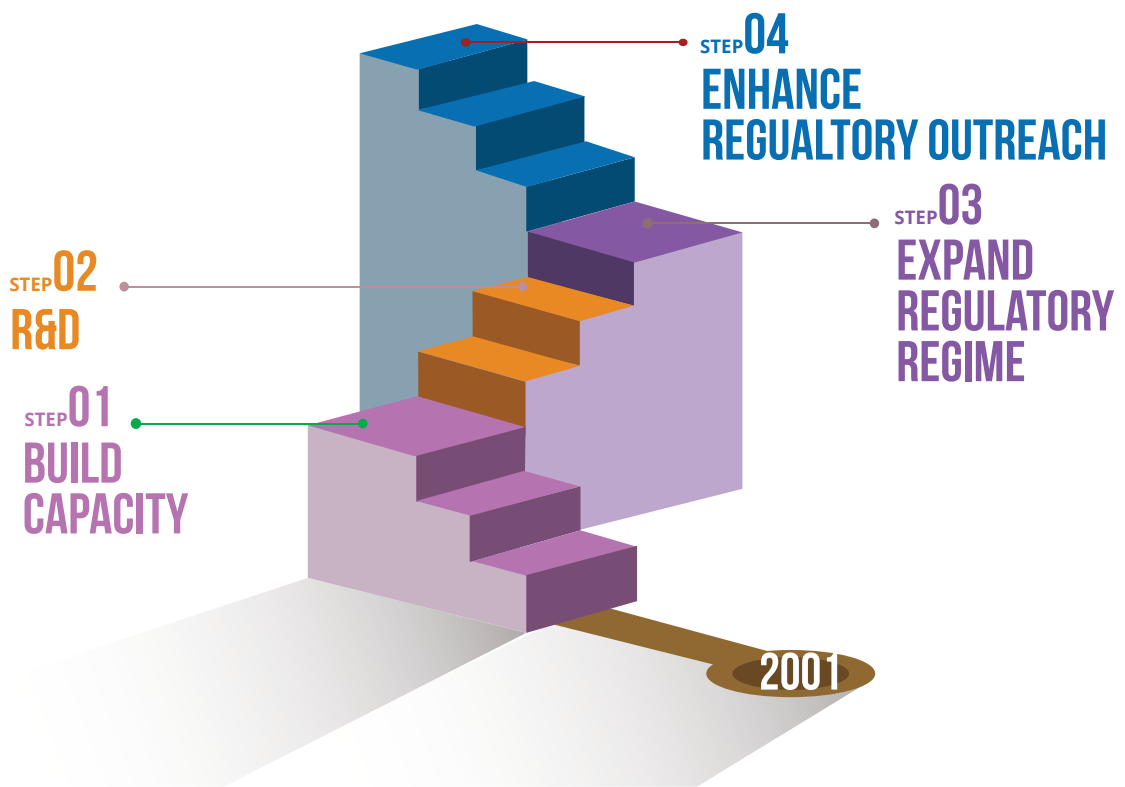 STEP04
ENHANCE
REGUALTORY OUTREACH
STEP03
EXPAND
REGULATORY
REGIME
STEP02
R&D
STEP01
BUILD
CAPACITY
2001